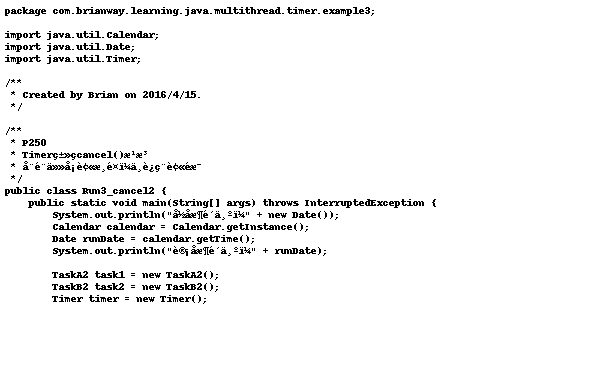 package com.brianway.learning.java.multithread.timer.example3;
import java.util.Calendar;
import java.util.Date;
import java.util.Timer;
/**
 * Created by Brian on 2016/4/15.
 */
/**
 * P250
 * Timerç±»çcancel()æ¹æ³
 * å¨é¨ä»»å¡è¢«æ¸é¤ï¼ä¸è¿ç¨è¢«éæ¯
 */
public class Run3_cancel2 {
    public static void main(String[] args) throws InterruptedException {
        System.out.println("å½åæ¶é´ä¸ºï¼" + new Date());
        Calendar calendar = Calendar.getInstance();
        Date runDate = calendar.getTime();
        System.out.println("è®¡åæ¶é´ä¸ºï¼" + runDate);
        TaskA2 task1 = new TaskA2();
        TaskB2 task2 = new TaskB2();
        Timer timer = new Timer();